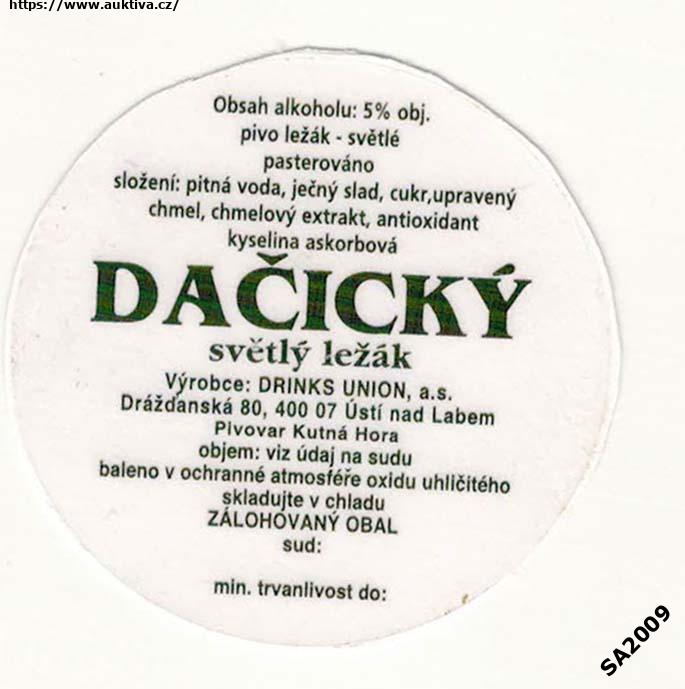 https://www.auktiva.cz/
Obsah alkoholu: 5% obj.
pivo ležák - světlé
pasterováno
složení: pitná voda, ječný slad, cukr,upravený
chmel, chmelový extrakt, antioxidant
kyselina askorbová
DAČICKÝ
světlý ležák
Výrobce: DRINKS UNION, a.s.
Drážďanská 80, 400 07 Ústí nad Labem
Pivovar Kutná Hora
objem: viz údaj na sudu
baleno v ochranné atmosféře oxidu uhličitého
skladujte v chladu
ZÁLOHOVANÝ OBAL
sud:
min. trvanlivost do:
SA2009